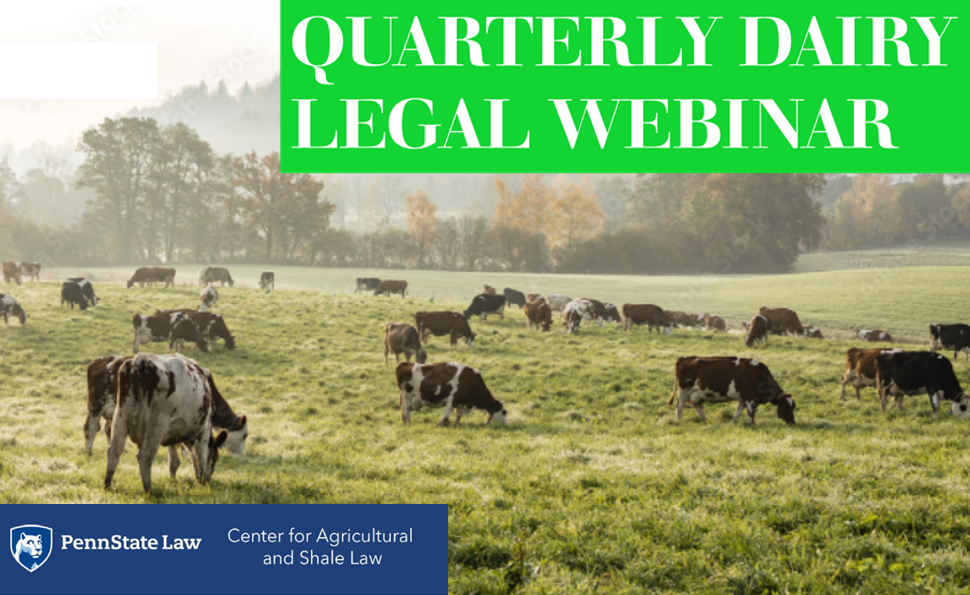 QUARTERLY DAIRY
LEGAL WEBINAR
PennState Law
Center for Agricultural
and Shale Law